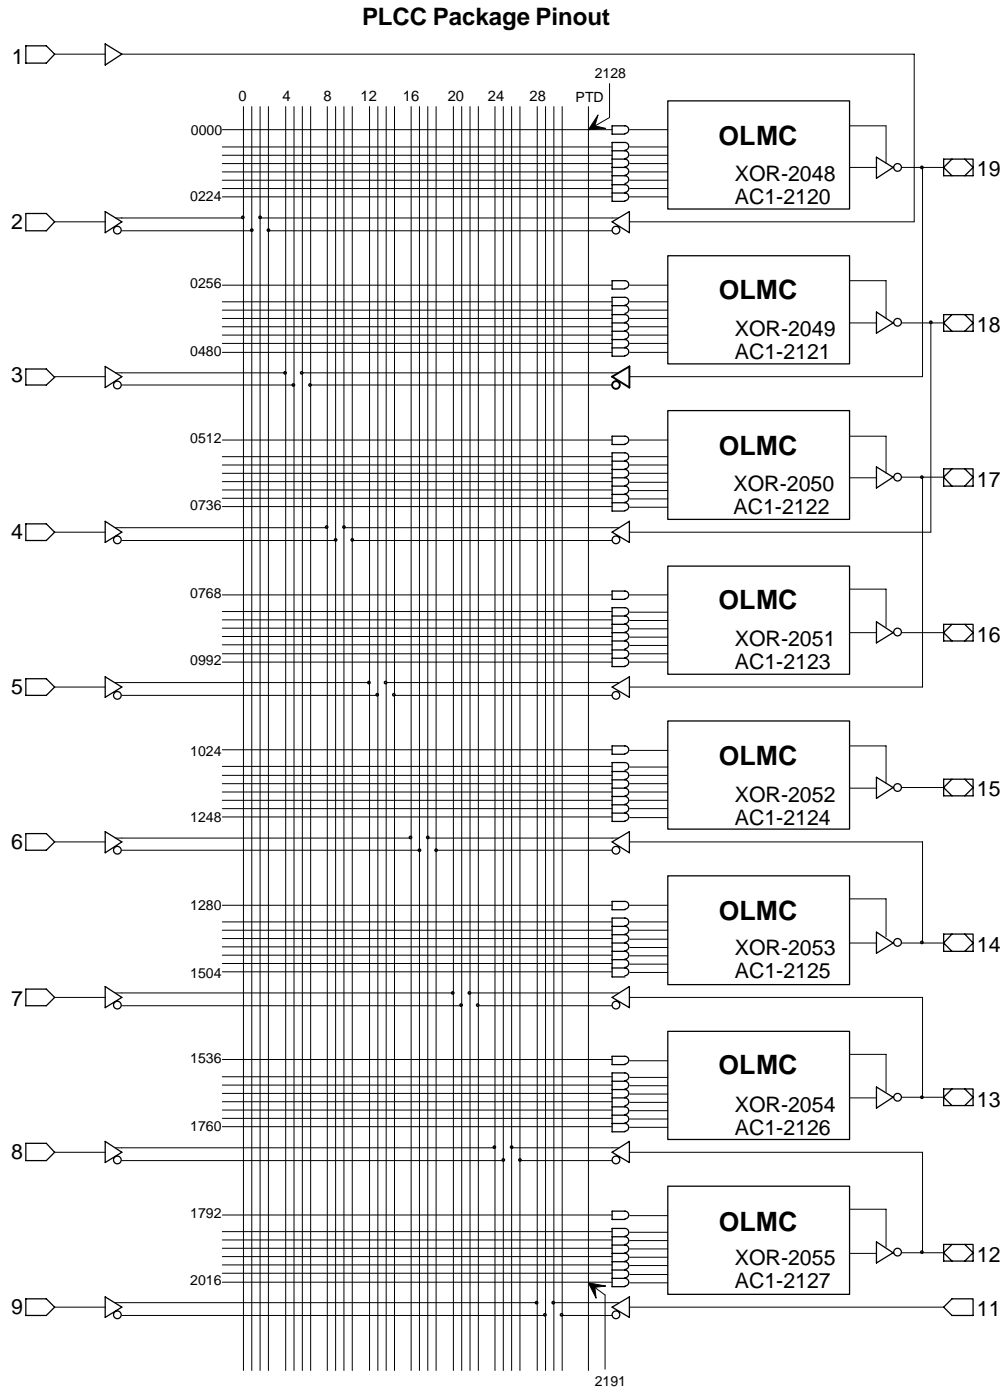 PLCC Package Pinout
1
2128
0 4 8 12 16 20 24 28 PTD
0000
OLMC
XOR-2048
AC1-2120
19
0224
2
0256
OLMC
XOR-2049
AC1-2121
18
0480
3
0512
OLMC
XOR-2050
AC1-2122
17
0736
4
0768
OLMC
XOR-2051
AC1-2123
16
0992
5
1024
OLMC
XOR-2052
AC1-2124
15
1248
6
1280
OLMC
XOR-2053
AC1-2125
14
1504
7
1536
OLMC
XOR-2054
AC1-2126
13
1760
8
1792
OLMC
XOR-2055
AC1-2127
12
2016
9
11
2191